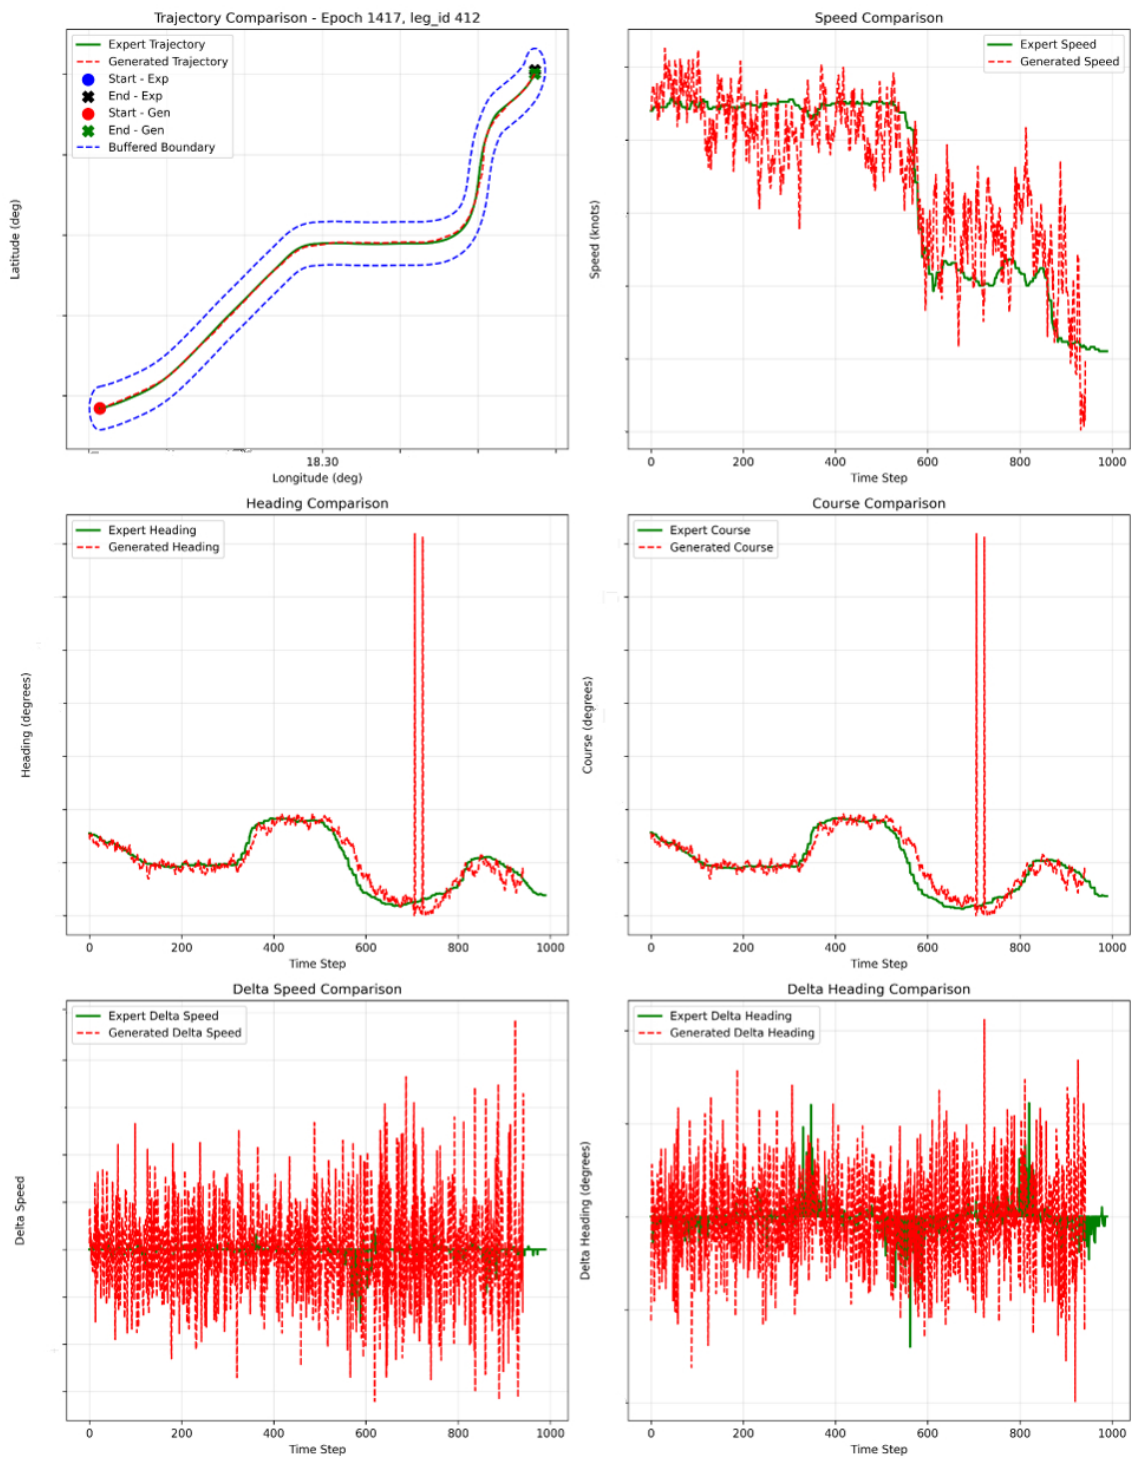 Trajectory Comparison - Epoch 1417, leg_id 412
Expert Trajectory
Generated Trajectory
Start - Exp
End - Exp
Start - Gen
End - Gen
Buffered Boundary
Latitude (deg)
18.30
Longitude (deg)
Speed Comparison
Expert Speed
Generated Speed
Speed (knots)
0 200 400 600 800 1000
Time Step
Heading Comparison
Expert Heading
Generated Heading
Heading (degrees)
0 200 400 600 800 1000
Time Step
Course Comparison
Expert Course
Generated Course
Course (degrees)
0 200 400 600 800 1000
Time Step
Delta Speed Comparison
Expert Delta Speed
Generated Delta Speed
Delta Speed
0 200 400 600 800 1000
Time Step
Delta Heading Comparison
Expert Delta Heading
Generated Delta Heading
Delta Heading (degrees)
0 200 400 600 800 1000
Time Step